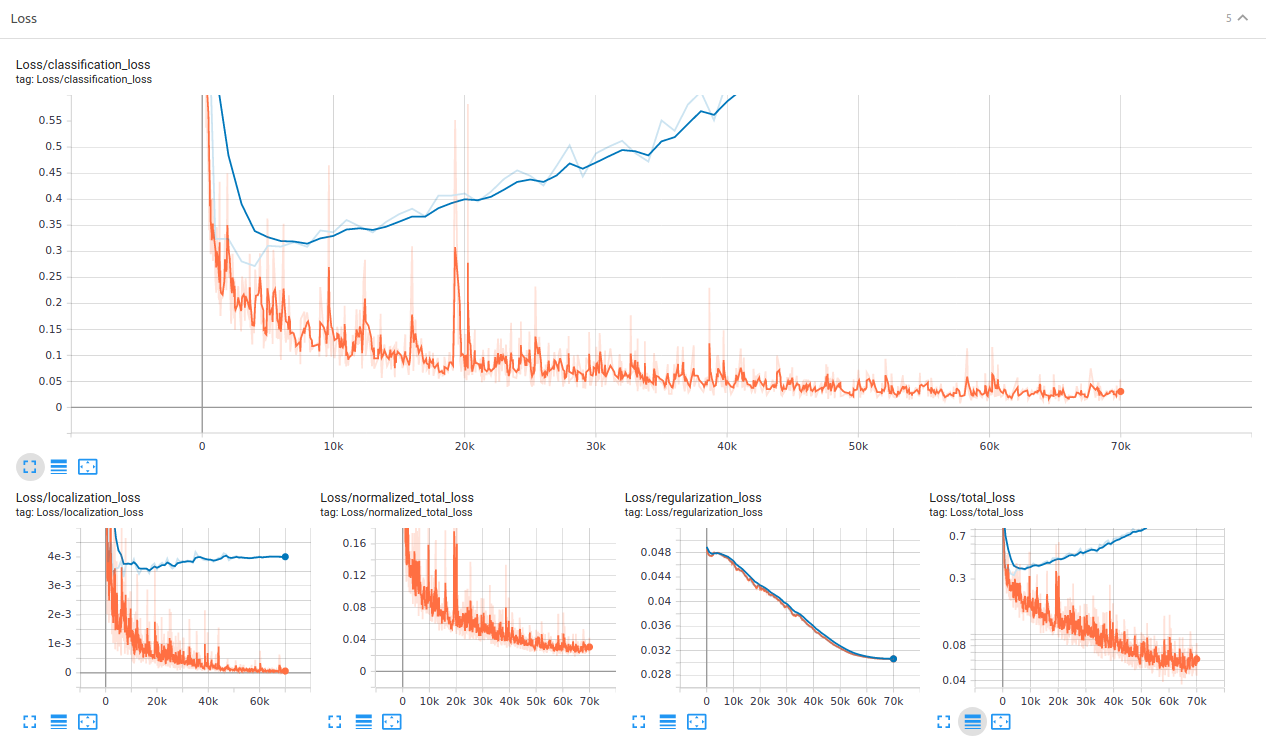 Loss 5
Loss/classification_loss
tag: Loss/classification_loss
0.55
0.5
0.45
0.4
0.35
0.3
0.25
0.2
0.15
0.1
0.05
0
0 10k 20k 30k 40k 50k 60k 70k
Loss/localization_loss
tag: Loss/localization_loss
4e-3
3e-3
2e-3
1e-3
0
0 20k 40k 60k
Loss/normalized_total_loss
tag: Loss/normalized_total_loss
0.16
0.12
0.08
0.04
0
0 10k 20k 30k 40k 50k 60k 70k
Loss/regularization_loss
tag: Loss/regularization_loss
0.048
0.044
0.04
0.036
0.032
0.028
0 10k 20k 30k 40k 50k 60k 70k
Loss/total_loss
tag: Loss/total_loss
0.7
0.3
0.08
0.04
0 10k 20k 30k 40k 50k 60k 70k